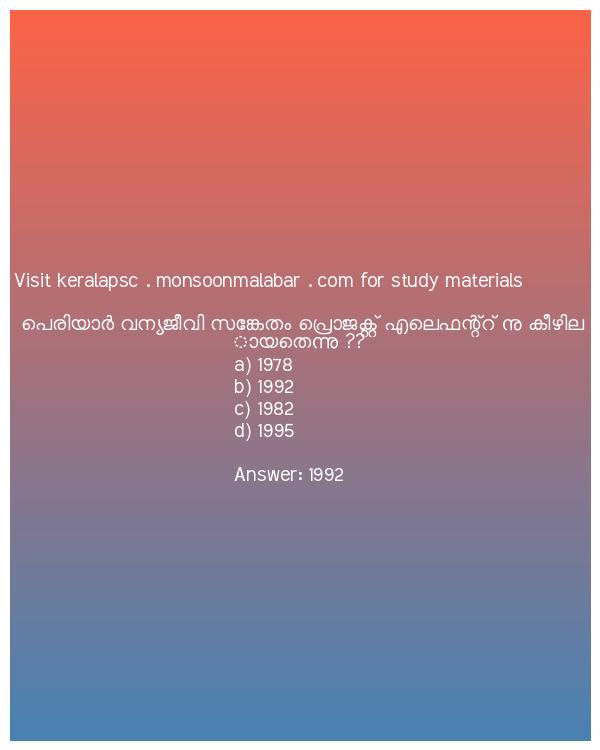 Visit keralapsc . monsoonmalabar . com for study materials
പെരിയാർ വന്യജീവി സങ്കേതം പ്രൊജക്റ്റ് എലെഫന്റ്റ് നു കീഴില
ായതെന്നു ??
a) 1978
b) 1992
c) 1982
d) 1995
Answer: 1992